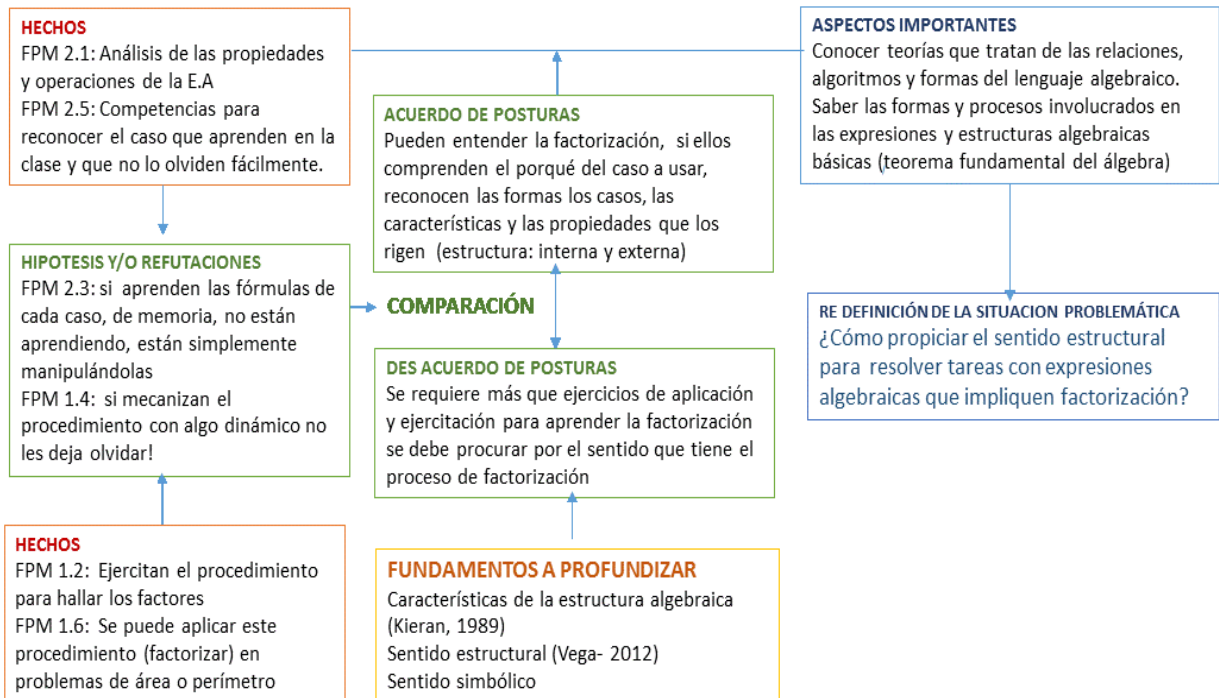 HECHOS
FPM 2.1: Análisis de las propiedades
y operaciones de la E.A
FPM 2.5: Competencias para
reconocer el caso que aprenden en la
clase y que no lo olviden fácilmente.
ACUERDO DE POSTURAS
Pueden entender la factorización, si ellos
comprenden el porqué del caso a usar,
reconocen las formas los casos, las
características y las propiedades que los
rigen (estructura: interna y externa)
ASPECTOS IMPORTANTES
Conocer teorías que tratan de las relaciones,
algoritmos y formas del lenguaje algebraico.
Saber las formas y procesos involucrados en
las expresiones y estructuras algebraicas
básicas (teorema fundamental del álgebra)
HIPOTESIS Y/O REFUTACIONES
FPM 2.3: si aprenden las fórmulas de
cada caso, de memoria, no están
aprendiendo, están simplemente
manipulándolas
FPM 1.4: si mecanizan el
procedimiento con algo dinámico no
les deja olvidar!
COMPARACIÓN
DES ACUERDO DE POSTURAS
Se requiere más que ejercicios de aplicación
y ejercitación para aprender la factorización
se debe procurar por el sentido que tiene el
proceso de factorización
RE DEFINICIÓN DE LA SITUACION PROBLEMÁTICA
¿Cómo propiciar el sentido estructural
para resolver tareas con expresiones
algebraicas que impliquen factorización?
HECHOS
FPM 1.2: Ejercitan el procedimiento
para hallar los factores
FPM 1.6: Se puede aplicar este
procedimiento (factorizar) en
problemas de área o perímetro
FUNDAMENTOS A PROFUNDIZAR
Características de la estructura algebraica
(Kieran, 1989)
Sentido estructural (Vega- 2012)
Sentido simbólico